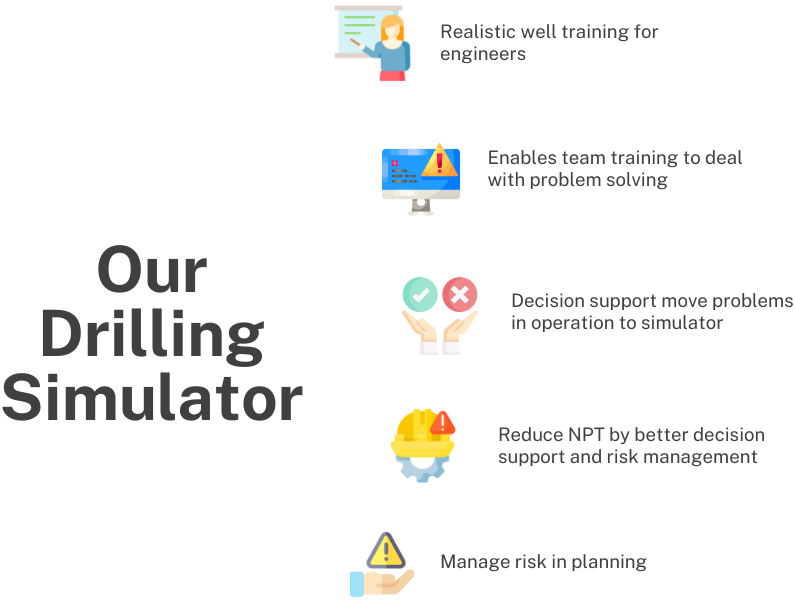 Our
Drilling
Simulator
Realistic well training for
engineers
Enables team training to deal
with problem solving
Decision support move problems
in operation to simulator
Reduce NPT by better decision
support and risk management
Manage risk in planning